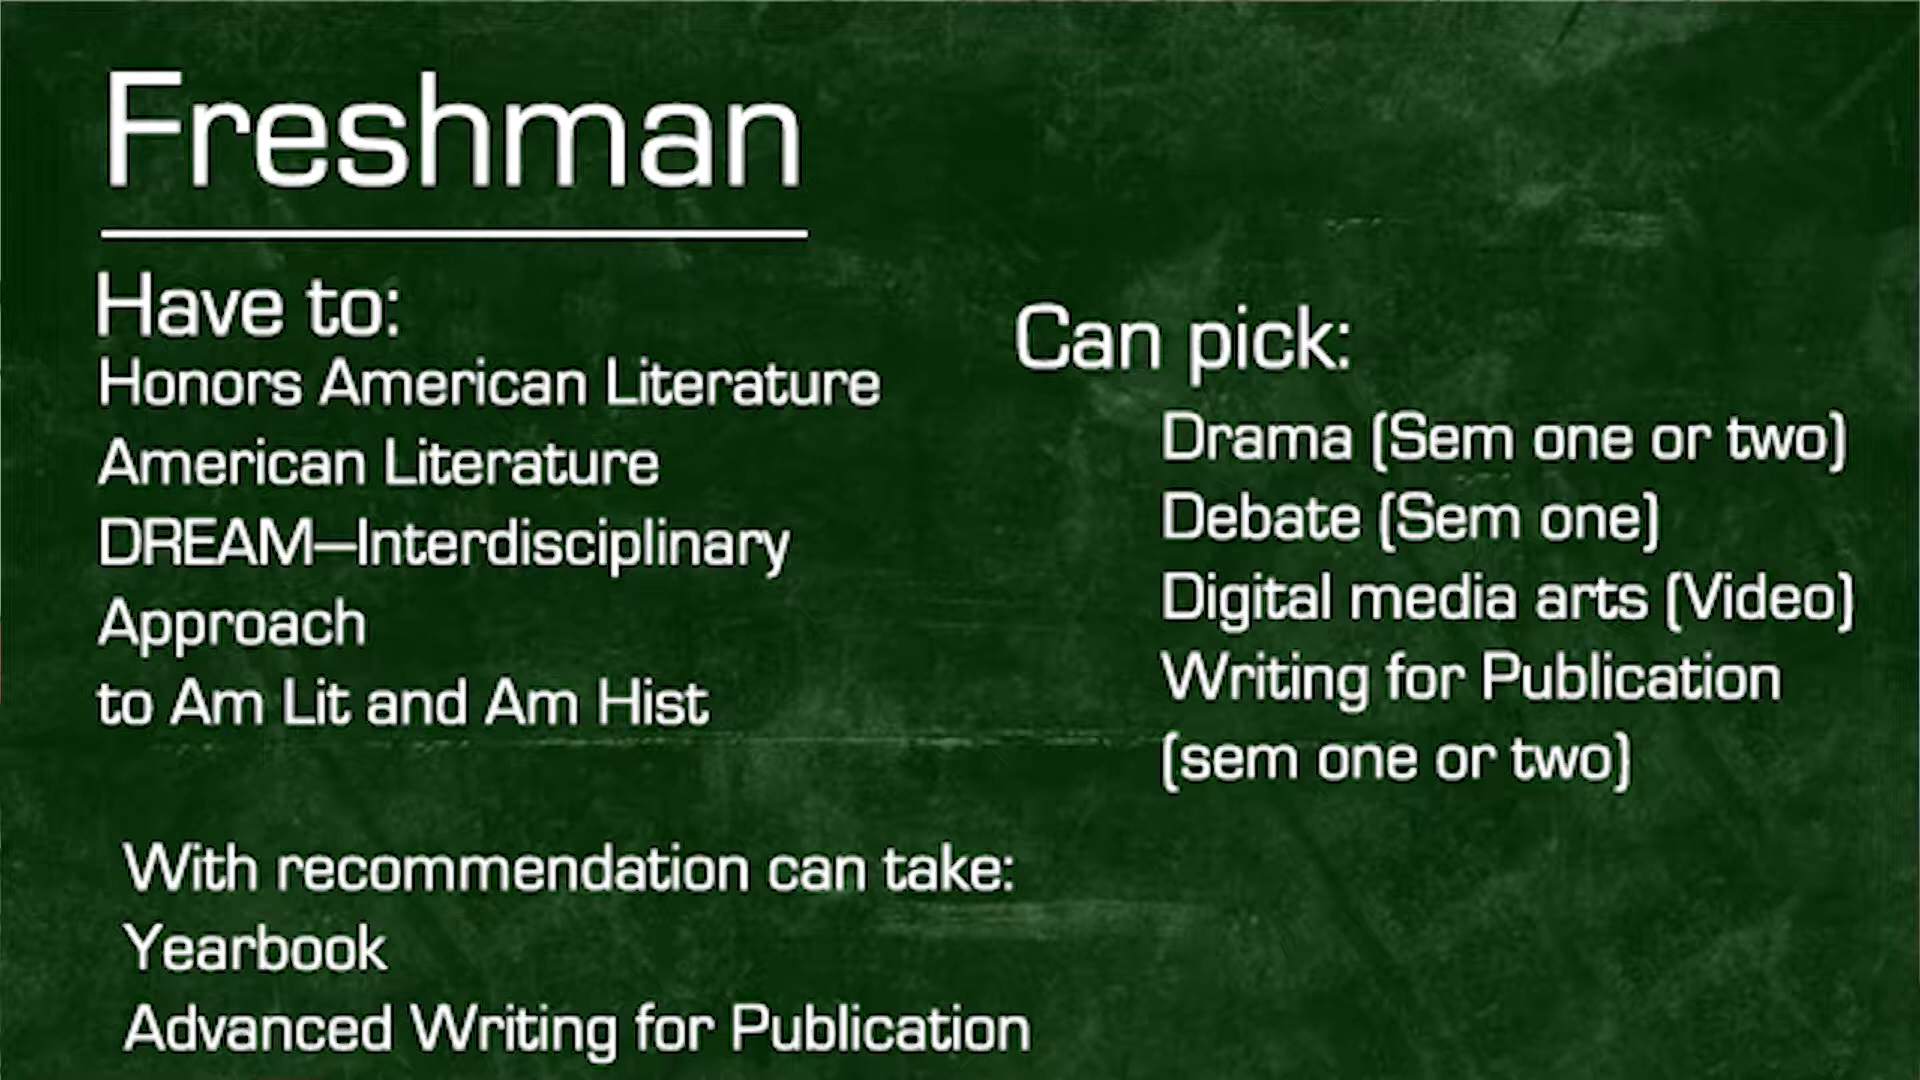 Freshman
Have to:
Honors American Literature
American Literature
DREAM—Interdisciplinary
Approach
to Am Lit and Am Hist
Can pick:
Drama (Sem one or two)
Debate (Sem one)
Digital media arts (Video)
Writing for Publication
(sem one or two)
With recommendation can take:
Yearbook
Advanced Writing for Publication